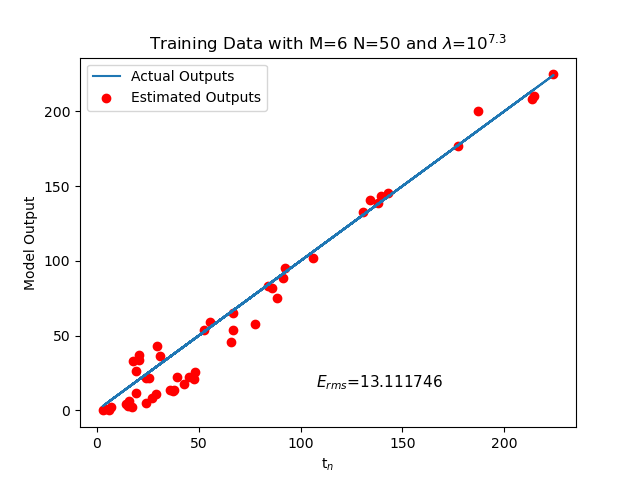 Training Data with M=6 N=50 and λ=10^7.3
Actual Outputs
Estimated Outputs
200
150
100
50
0
Model Output
E_rms=13.111746
0 50 100 150 200
t_n